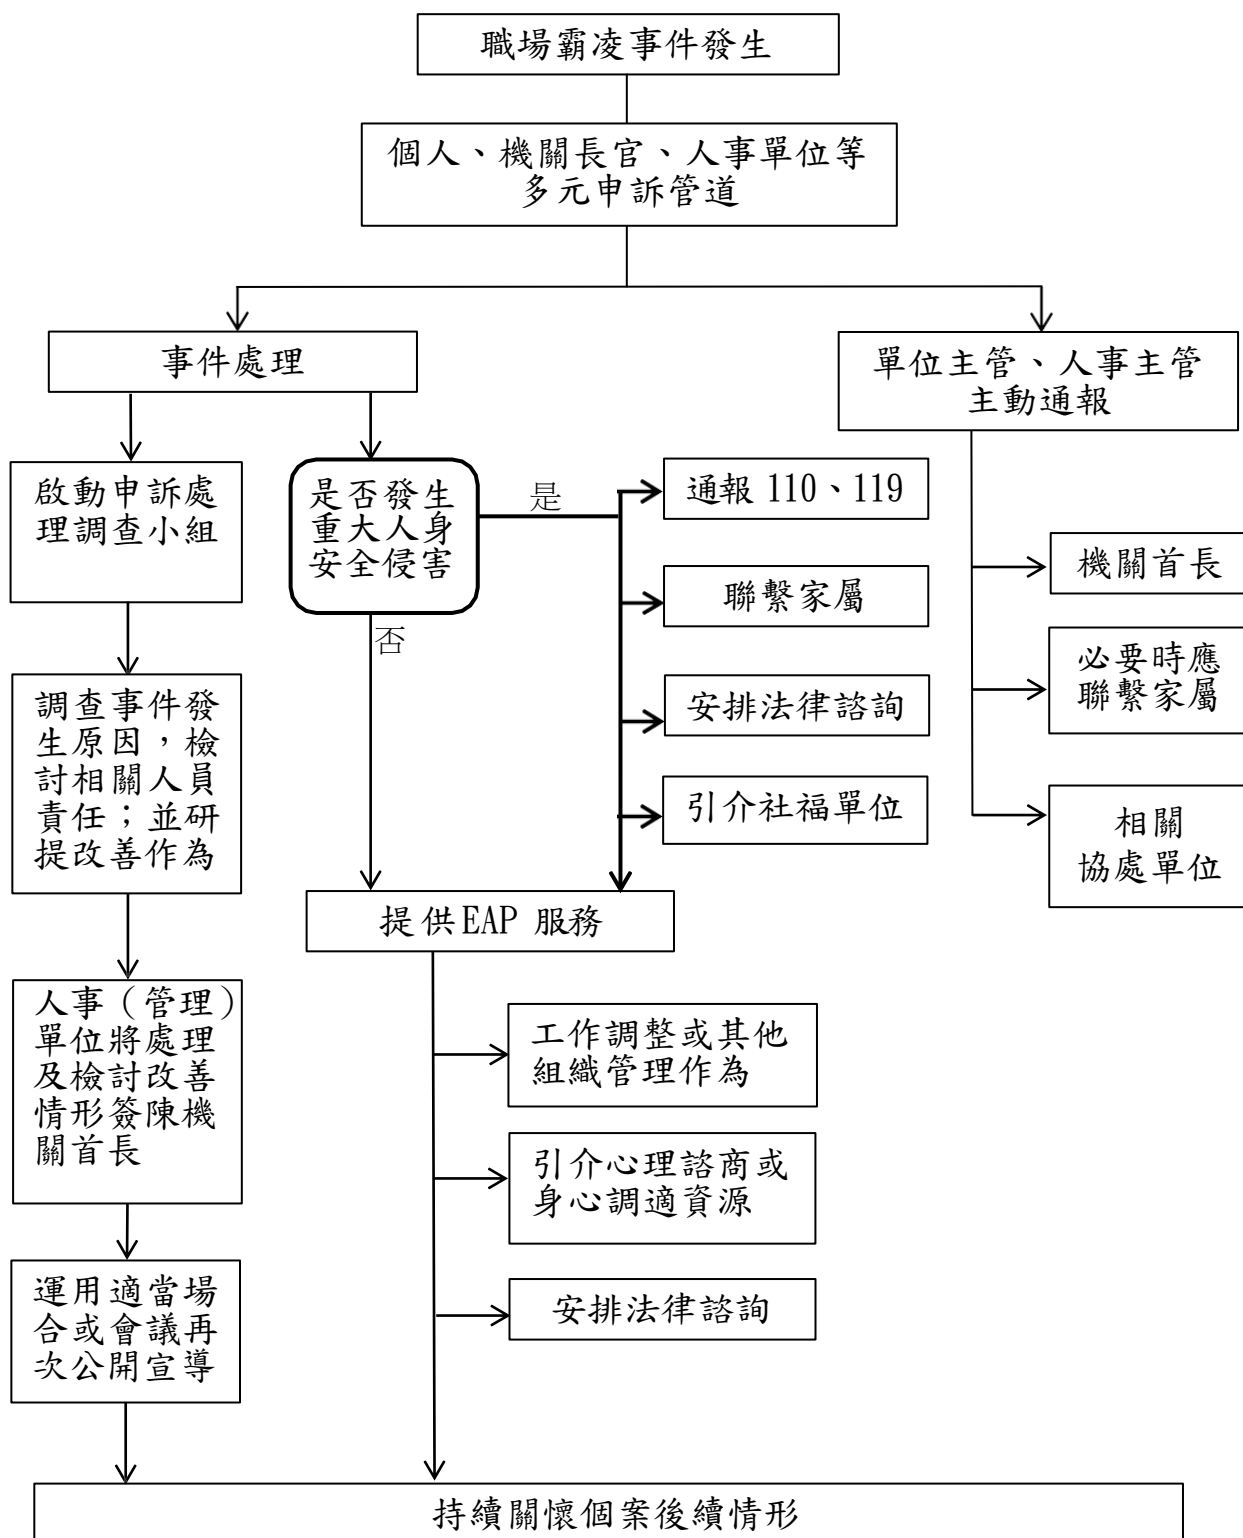 職場霸凌事件發生
個人、機關長官、人事單位等
多元申訴管道
事件處理
單位主管、人事主管
主動通報
啟動申訴處
理調查小組
是否發生
重大人身
安全侵害
是
否
通報 110、119
聯繫家屬
安排法律諮詢
引介社福單位
機關首長
必要時應
聯繫家屬
相關
協處單位
調查事件發
生原因，檢
討相關人員
責任；並研
提改善作為
提供EAP 服務
人事（管理）
單位將處理
及檢討改善
情形簽陳機
關首長
工作調整或其他
組織管理作為
引介心理諮商或
身心調適資源
安排法律諮詢
運用適當場
合或會議再
次公開宣導
持續關懷個案後續情形